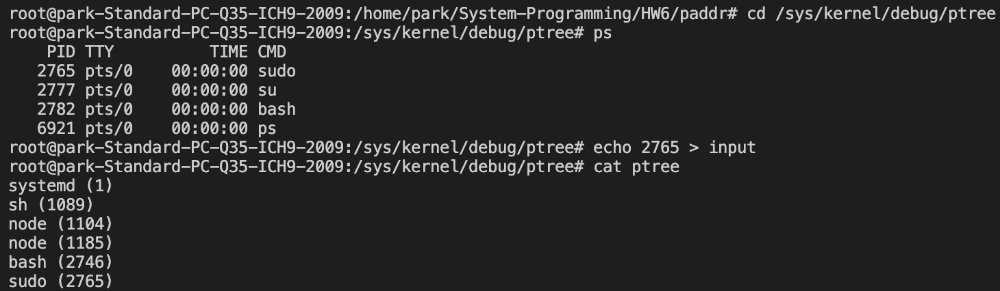 root@park-Standard-PC-Q35-ICH9-2009:/home/park/System-Programming/HW6/paddr# cd /sys/kernel/debug/ptree
root@park-Standard-PC-Q35-ICH9-2009:/sys/kernel/debug/ptree# ps
    PID TTY          TIME CMD
   2765 pts/0    00:00:00 sudo
   2777 pts/0    00:00:00 su
   2782 pts/0    00:00:00 bash
   6921 pts/0    00:00:00 ps
root@park-Standard-PC-Q35-ICH9-2009:/sys/kernel/debug/ptree# echo 2765 > input
root@park-Standard-PC-Q35-ICH9-2009:/sys/kernel/debug/ptree# cat ptree
systemd (1)
sh (1089)
node (1104)
node (1185)
bash (2746)
sudo (2765)